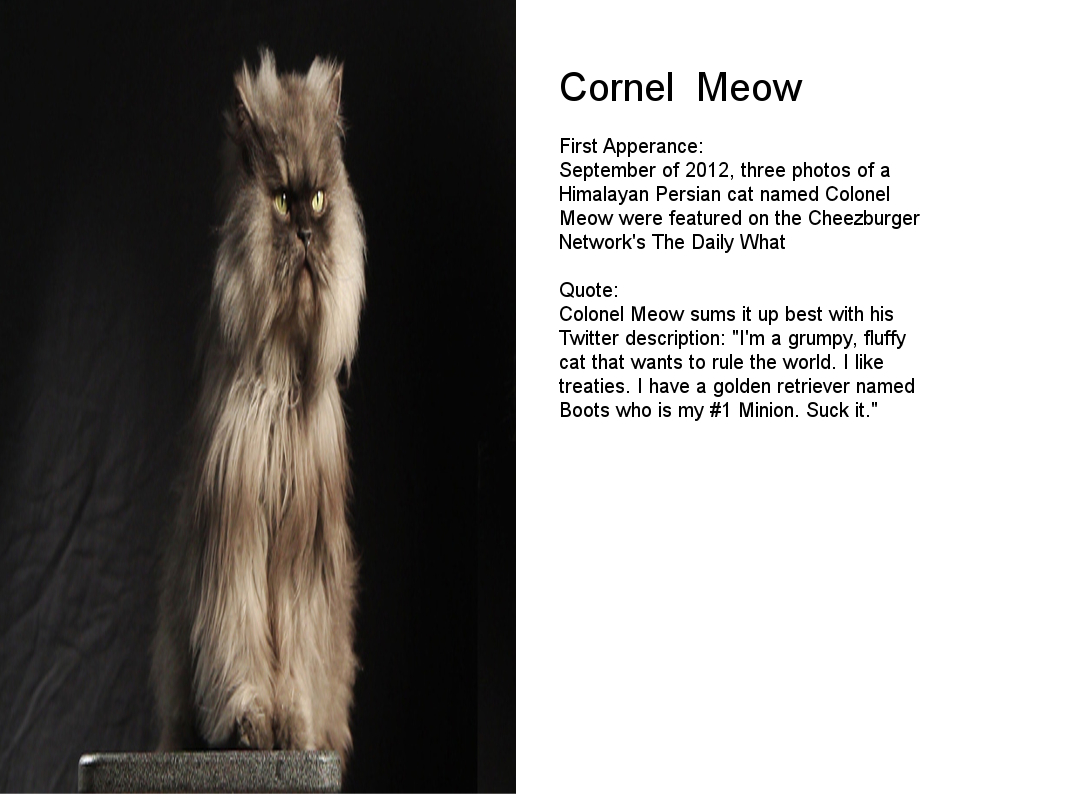 Cornel Meow
First Apperance:
September of 2012, three photos of a
Himalayan Persian cat named Colonel
Meow were featured on the Cheezburger
Network's The Daily What
Quote:
Colonel Meow sums it up best with his
Twitter description: "I'm a grumpy, fluffy
cat that wants to rule the world. I like
treaties. I have a golden retriever named
Boots who is my #1 Minion. Suck it."